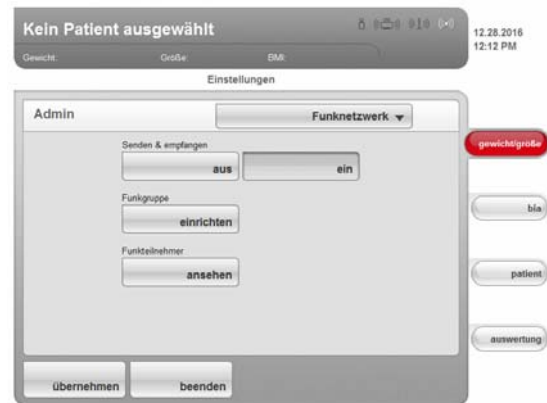 Kein Patient ausgewählt
12.28.2016
12:12 PM
Gewicht: Größe: BMI:
Einstellungen
Admin Funknetzwerk
Senden & empfangen
aus ein
Funkgruppe
einrichten
Funkteilnehmer
ansehen
übernehmen beenden
gewicht/größe
bia
patient
auswertung